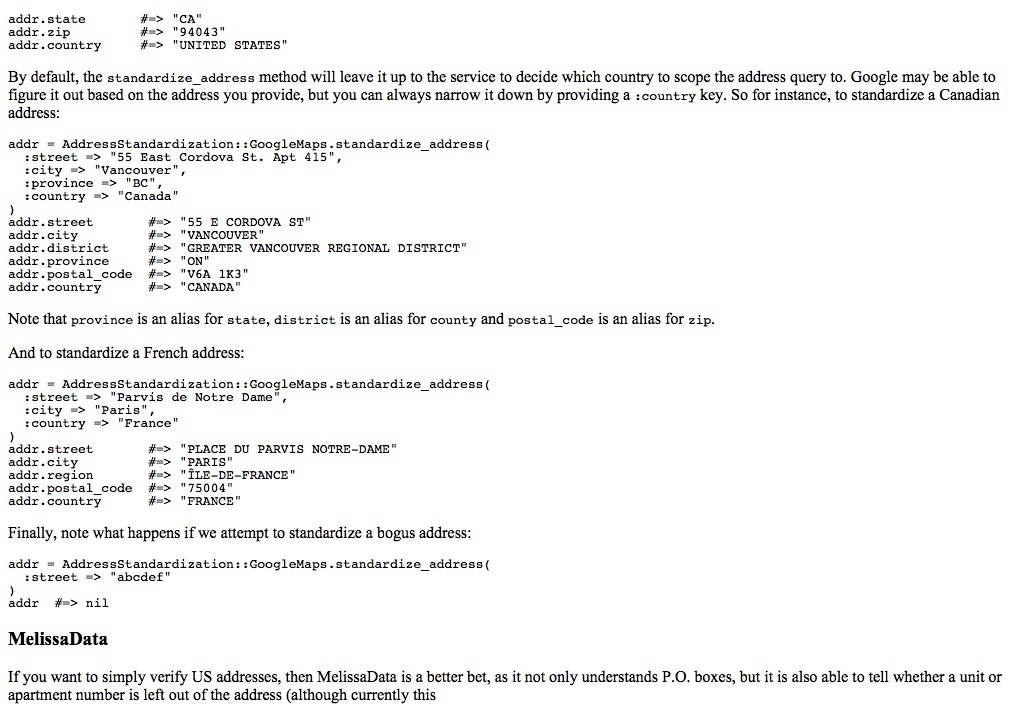 addr.state       #=> "CA"
addr.zip         #=> "94043"
addr.country     #=> "UNITED STATES"
By default, the standardize_address method will leave it up to the service to decide which country to scope the address query to. Google may be able to
figure it out based on the address you provide, but you can always narrow it down by providing a :country key. So for instance, to standardize a Canadian
address:
addr = AddressStandardization::GoogleMaps.standardize_address(
  :street => "55 East Cordova St. Apt 415",
  :city => "Vancouver",
  :province => "BC",
  :country => "Canada"
)
addr.street       #=> "55 E CORDOVA ST"
addr.city         #=> "VANCOUVER"
addr.district     #=> "GREATER VANCOUVER REGIONAL DISTRICT"
addr.province     #=> "ON"
addr.postal_code  #=> "V6A 1K3"
addr.country      #=> "CANADA"
Note that province is an alias for state, district is an alias for county and postal_code is an alias for zip.
And to standardize a French address:
addr = AddressStandardization::GoogleMaps.standardize_address(
  :street => "Parvis de Notre Dame",
  :city => "Paris",
  :country => "France"
)
addr.street       #=> "PLACE DU PARVIS NOTRE-DAME"
addr.city         #=> "PARIS"
addr.region       #=> "ÎLE-DE-FRANCE"
addr.postal_code  #=> "75004"
addr.country      #=> "FRANCE"
Finally, note what happens if we attempt to standardize a bogus address:
addr = AddressStandardization::GoogleMaps.standardize_address(
  :street => "abcdef"
)
addr  #=> nil
MelissaData
If you want to simply verify US addresses, then MelissaData is a better bet, as it not only understands P.O. boxes, but it is also able to tell whether a unit or
apartment number is left out of the address (although currently this